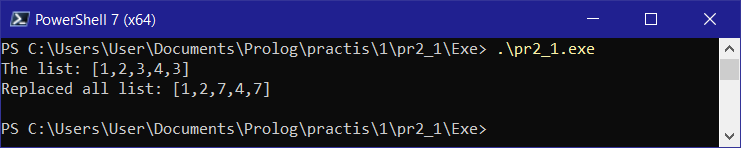 PowerShell 7 (x64)
PS C:\Users\User\Documents\Prolog\practis\1\pr2_1\Exe> .\pr2_1.exe
The list: [1,2,3,4,3]
Replaced all list: [1,2,7,4,7]
PS C:\Users\User\Documents\Prolog\practis\1\pr2_1\Exe>